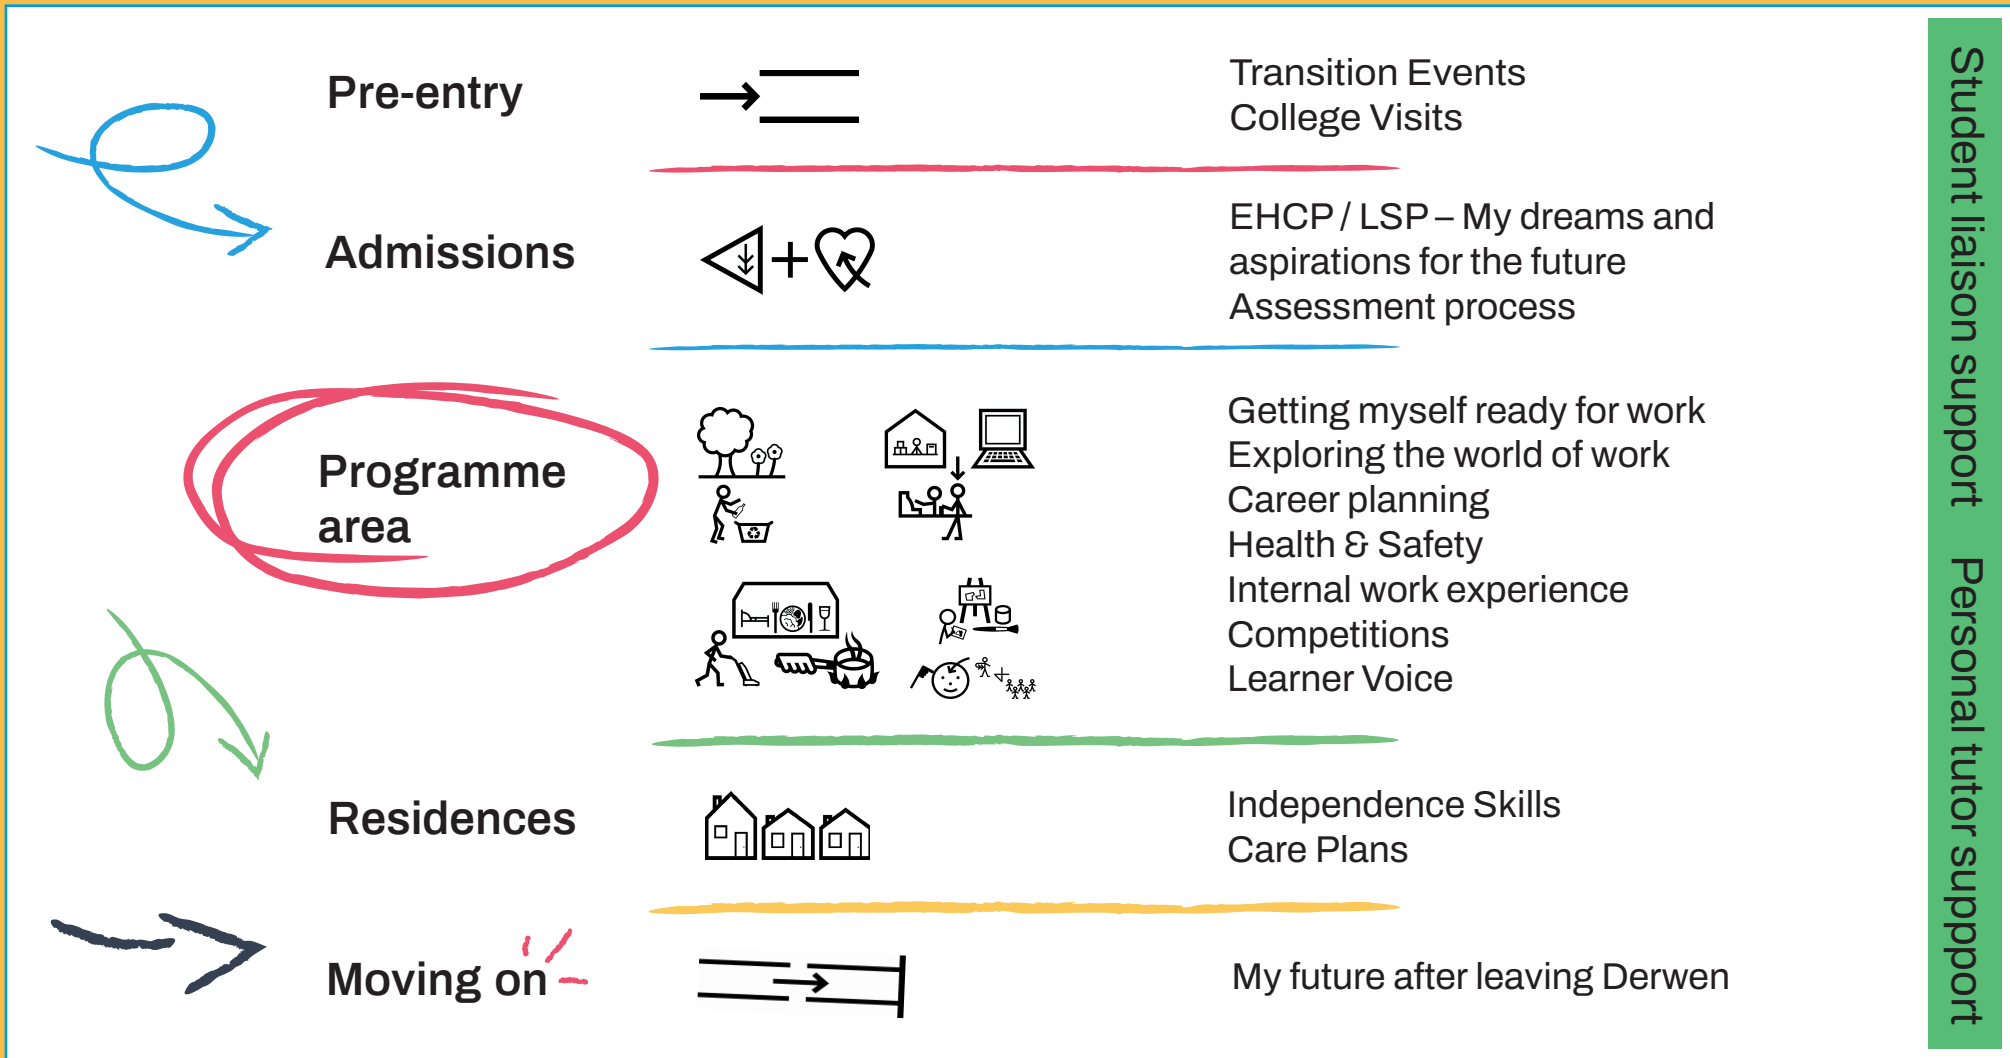 Pre-entry
Transition Events
College Visits
Admissions
EHCP / LSP – My dreams and
aspirations for the future
Assessment process
Programme
area
Getting myself ready for work
Exploring the world of work
Career planning
Health & Safety
Internal work experience
Competitions
Learner Voice
Residences
Independence Skills
Care Plans
Moving on
My future after leaving Derwen
Student liaison support Personal tutor support